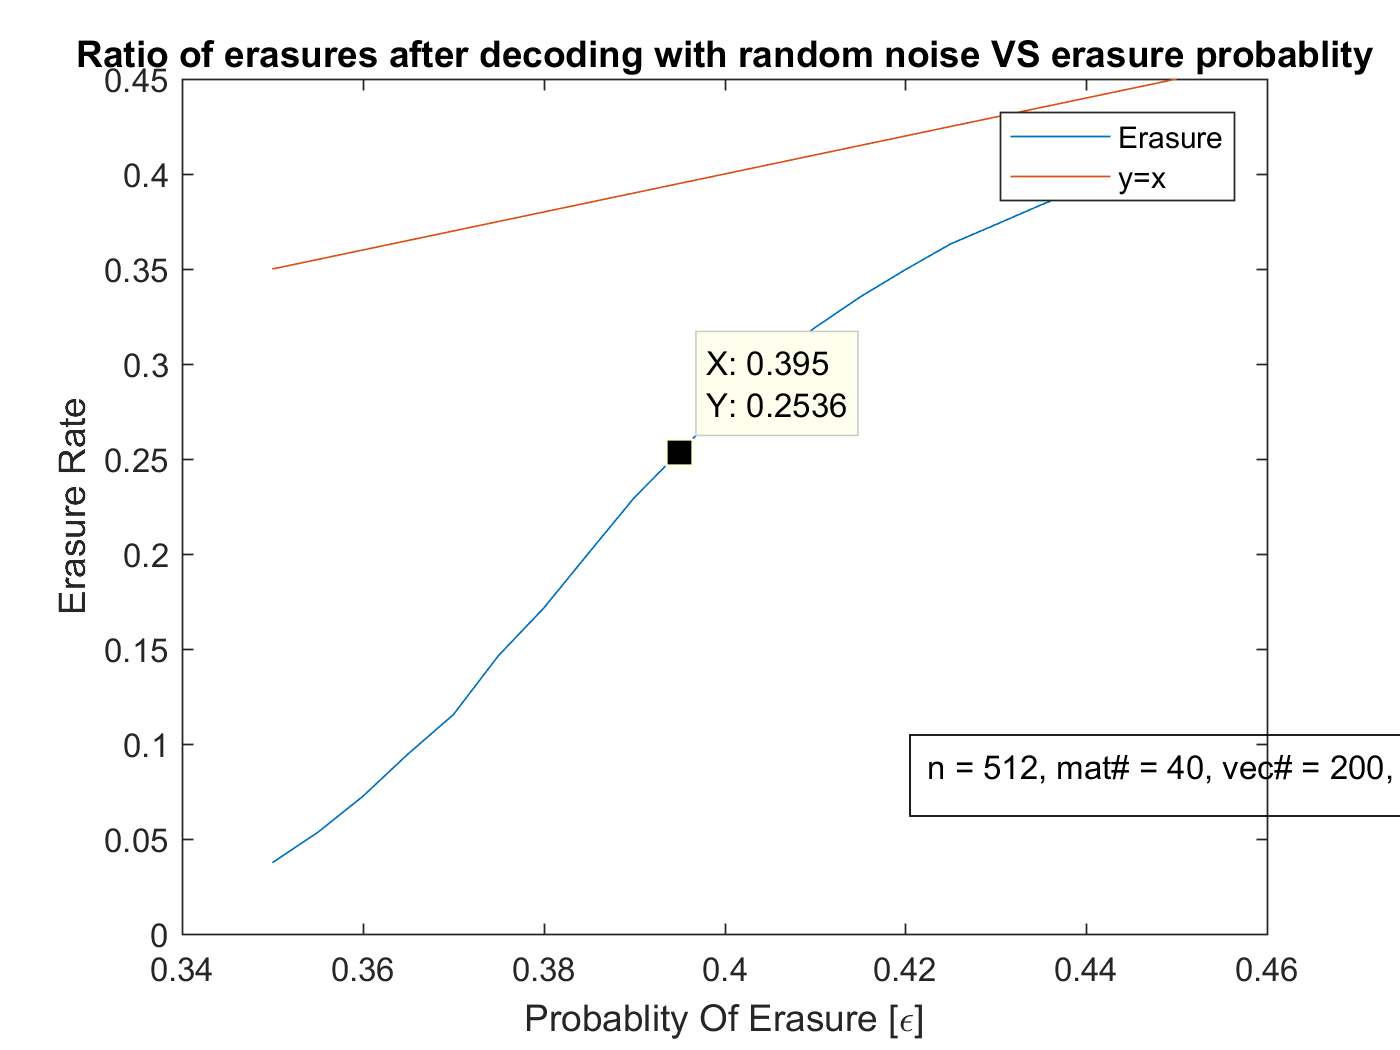 Ratio of erasures after decoding with random noise VS erasure probablity
0.45
0.4
0.35
0.3
0.25
0.2
0.15
0.1
0.05
0
Erasure Rate
Erasure
y=x
X: 0.395
Y: 0.2536
n = 512, mat# = 40, vec# = 200,
0.34 0.36 0.38 0.4 0.42 0.44 0.46
Probablity Of Erasure [ϵ]